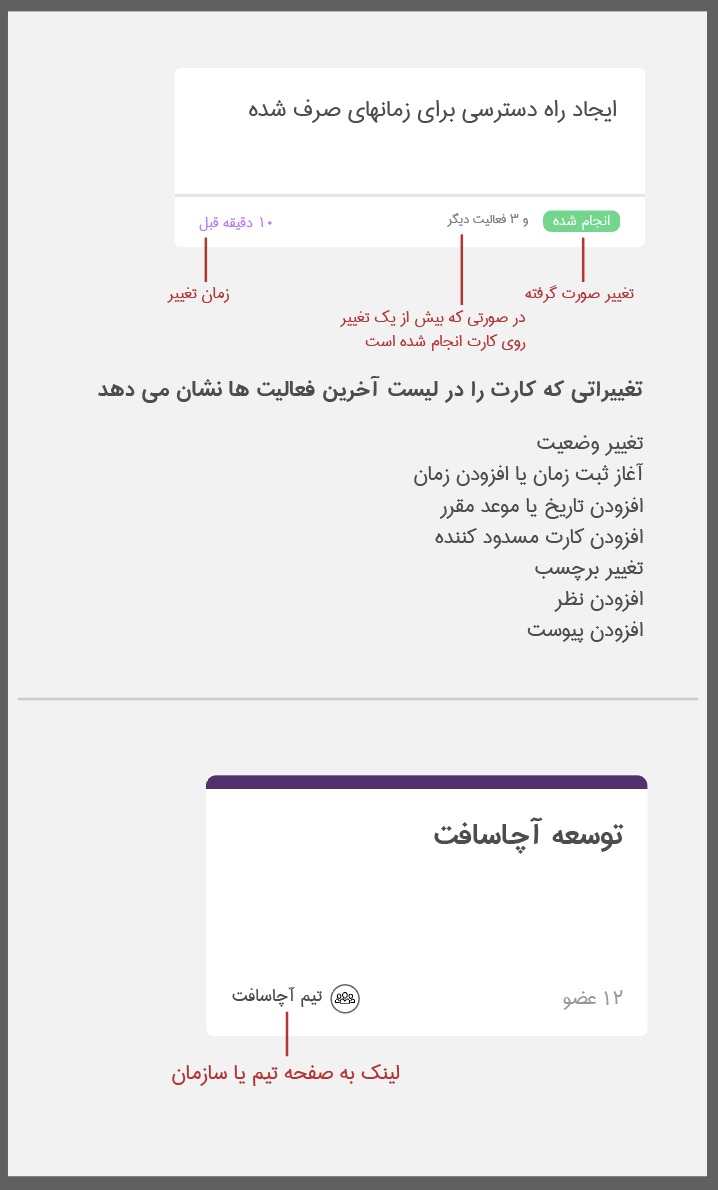 ایجاد راه دسترسی برای زمانهای صرف شده
انجام شده
و ۳ فعالیت دیگر
۱۰ دقیقه قبل
تغییر صورت گرفته
در صورتی که بیش از یک تغییر
روی کارت انجام شده است
زمان تغییر
تغییراتی که کارت را در لیست آخرین فعالیت ها نشان می دهد
تغییر وضعیت
آغاز ثبت زمان یا افزودن زمان
افزودن تاریخ یا موعد مقرر
افزودن کارت مسدود کننده
تغییر برچسب
افزودن نظر
افزودن پیوست
توسعه آچاسافت
۱۲ عضو
تیم آچاسافت
لینک به صفحه تیم یا سازمان